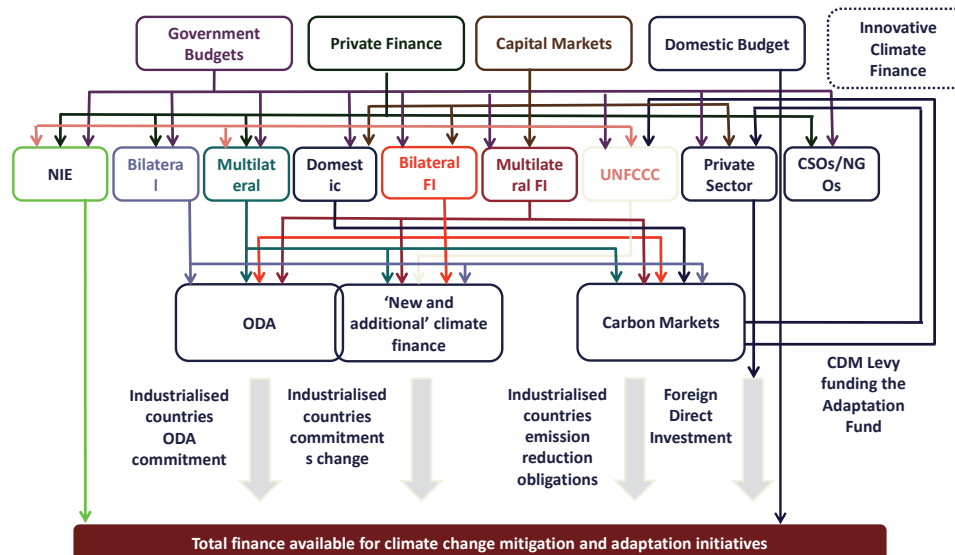 Government
Budgets
Private Finance
Capital Markets
Domestic Budget
Innovative
Climate
Finance
NIE
Bilatera
l
Multilat
eral
Domest
ic
Bilateral
FI
Multilate
ral FI
UNFCCC
Private
Sector
CSOs/NG
Os
ODA
‘New and
additional’ climate
finance
Carbon Markets
Industrialised
countries
ODA
commitment
Industrialised
countries
commitment
s change
Industrialised
countries
emission
reduction
obligations
Foreign
Direct
Investment
CDM Levy
funding the
Adaptation
Fund
Total finance available for climate change mitigation and adaptation initiatives